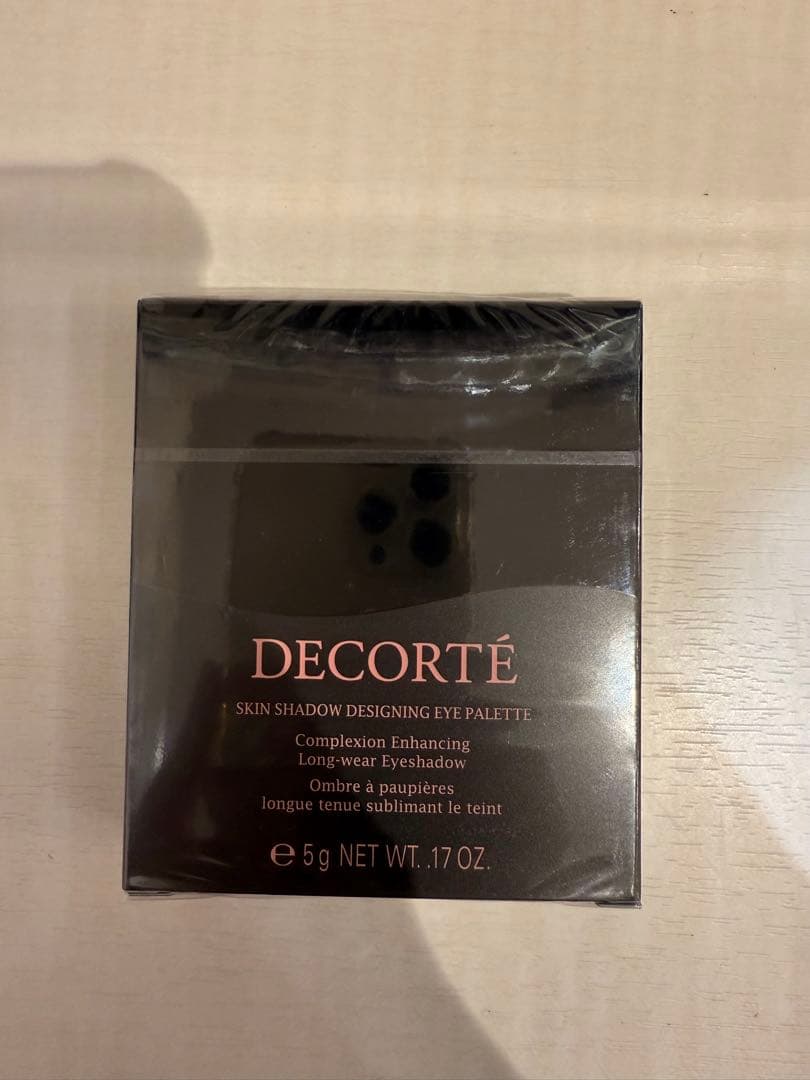 DECORTÉ
SKIN SHADOW DESIGNING EYE PALETTE
Complexion Enhancing
Long-wear Eyeshadow
Ombre à paupières
longue tenue sublimant le teint
℮ 5g NET WT. .17 OZ.